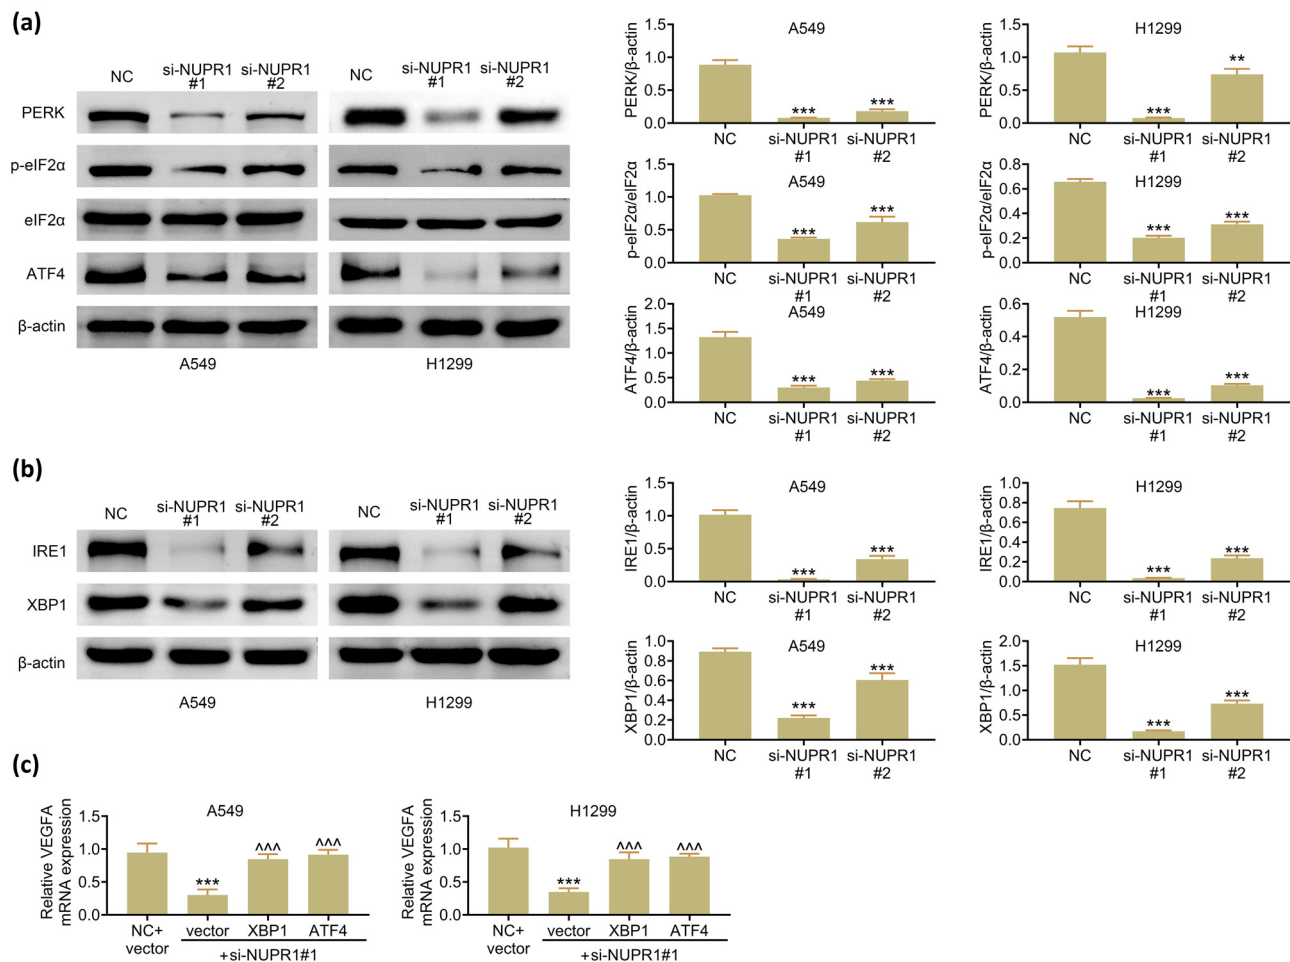 (a)
NC si-NUPR1 si-NUPR1
#1 #2
NC si-NUPR1 si-NUPR1
#1 #2
PERK
p-eIF2α
eIF2α
ATF4
β-actin
A549
H1299
A549
PERK/β-actin
1.5
1.0
0.5
0.0
*** ***
NC si-NUPR1 si-NUPR1
#1 #2
H1299
PERK/β-actin
1.5
1.0
0.5
0.0
*** **
NC si-NUPR1 si-NUPR1
#1 #2
A549
p-eIF2α/eIF2α
1.5
1.0
0.5
0.0
*** ***
NC si-NUPR1 si-NUPR1
#1 #2
H1299
p-eIF2α/eIF2α
0.8
0.6
0.4
0.2
0.0
*** ***
NC si-NUPR1 si-NUPR1
#1 #2
A549
ATF4/β-actin
2.0
1.5
1.0
0.5
0.0
*** ***
NC si-NUPR1 si-NUPR1
#1 #2
H1299
ATF4/β-actin
0.6
0.4
0.2
0.0
*** ***
NC si-NUPR1 si-NUPR1
#1 #2
(b)
NC si-NUPR1 si-NUPR1
#1 #2
NC si-NUPR1 si-NUPR1
#1 #2
IRE1
XBP1
β-actin
A549
H1299
A549
IRE1/β-actin
1.5
1.0
0.5
0.0
*** ***
NC si-NUPR1 si-NUPR1
#1 #2
H1299
IRE1/β-actin
1.0
0.8
0.6
0.4
0.2
0.0
*** ***
NC si-NUPR1 si-NUPR1
#1 #2
A549
XBP1/β-actin
1.0
0.8
0.6
0.4
0.2
0.0
*** ***
NC si-NUPR1 si-NUPR1
#1 #2
H1299
XBP1/β-actin
2.0
1.5
1.0
0.5
0.0
*** ***
NC si-NUPR1 si-NUPR1
#1 #2
(c)
A549
Relative VEGFA
mRNA expression
1.5
1.0
0.5
0.0
*** ^^^ ^^^
NC+ vector XBP1 ATF4
vector
+si-NUPR1#1
H1299
Relative VEGFA
mRNA expression
1.5
1.0
0.5
0.0
*** ^^^ ^^^
NC+ vector XBP1 ATF4
vector
+si-NUPR1#1